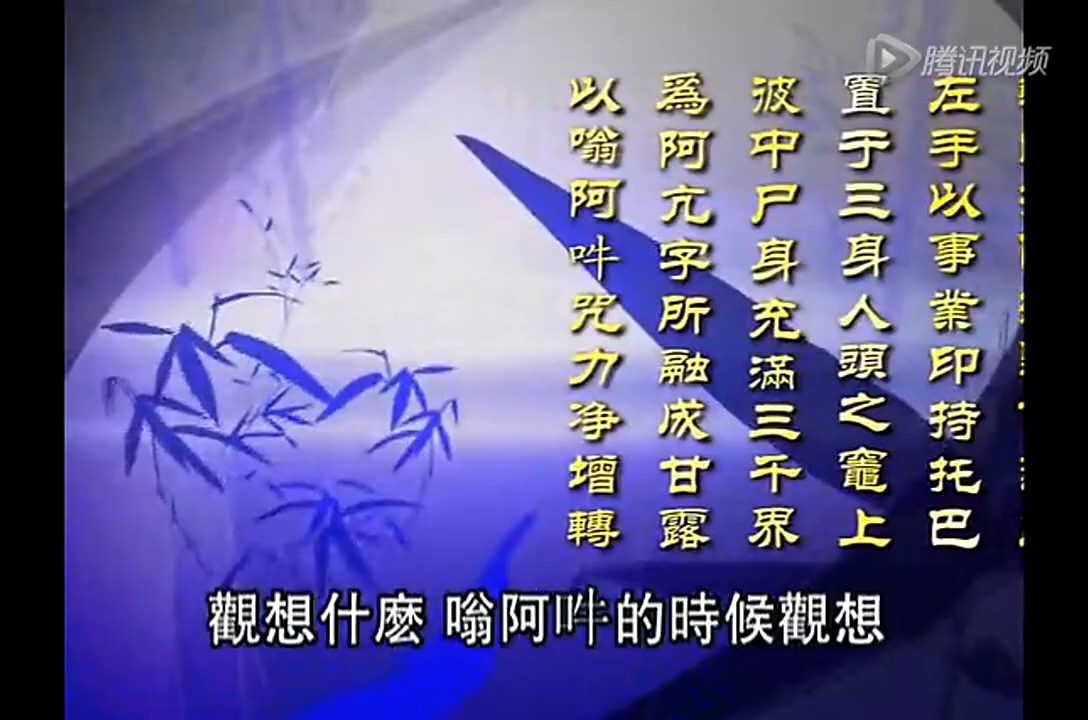 腾讯视频
左手以事業印持托巴
置于三身人頭之竈上
彼中尸身充滿三千界
為阿亢字所融成甘露
以嗡阿吽咒力净增轉
觀想什麽 嗡阿吽的時候觀想